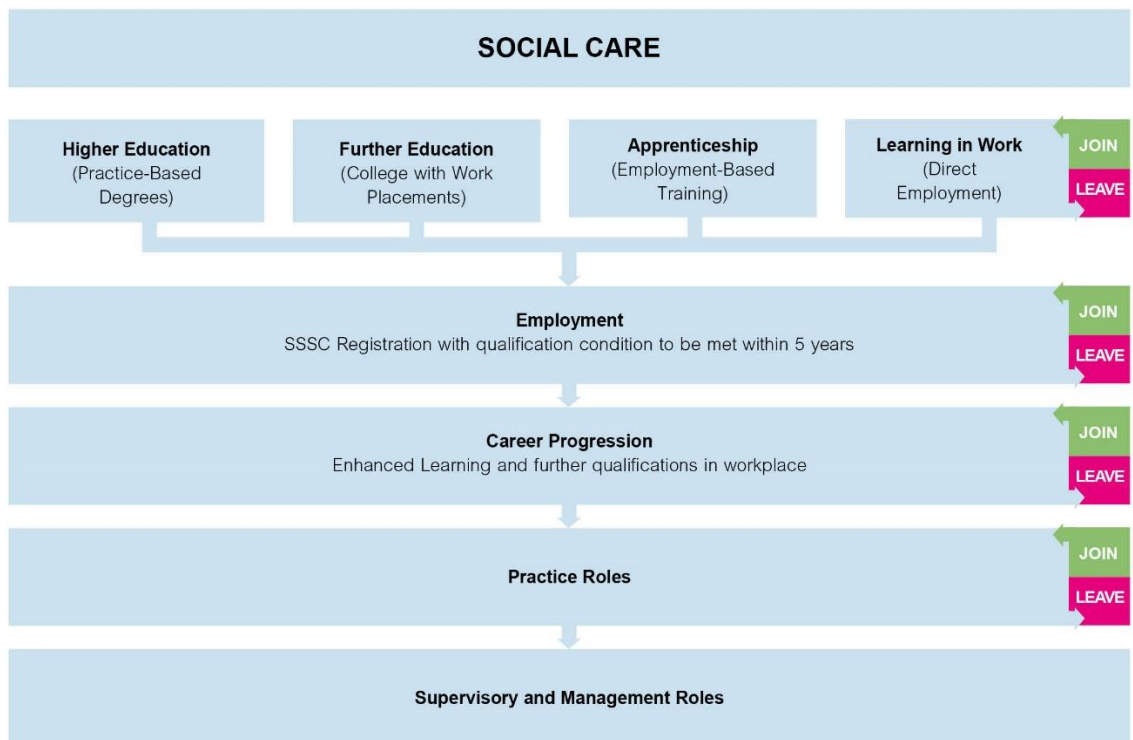 SOCIAL CARE
Higher Education
(Practice-Based
Degrees)
Further Education
(College with Work
Placements)
Apprenticeship
(Employment-Based
Training)
Learning in Work
(Direct
Employment)
JOIN
LEAVE
Employment
SSSC Registration with qualification condition to be met within 5 years
JOIN
LEAVE
Career Progression
Enhanced Learning and further qualifications in workplace
JOIN
LEAVE
Practice Roles
JOIN
LEAVE
Supervisory and Management Roles